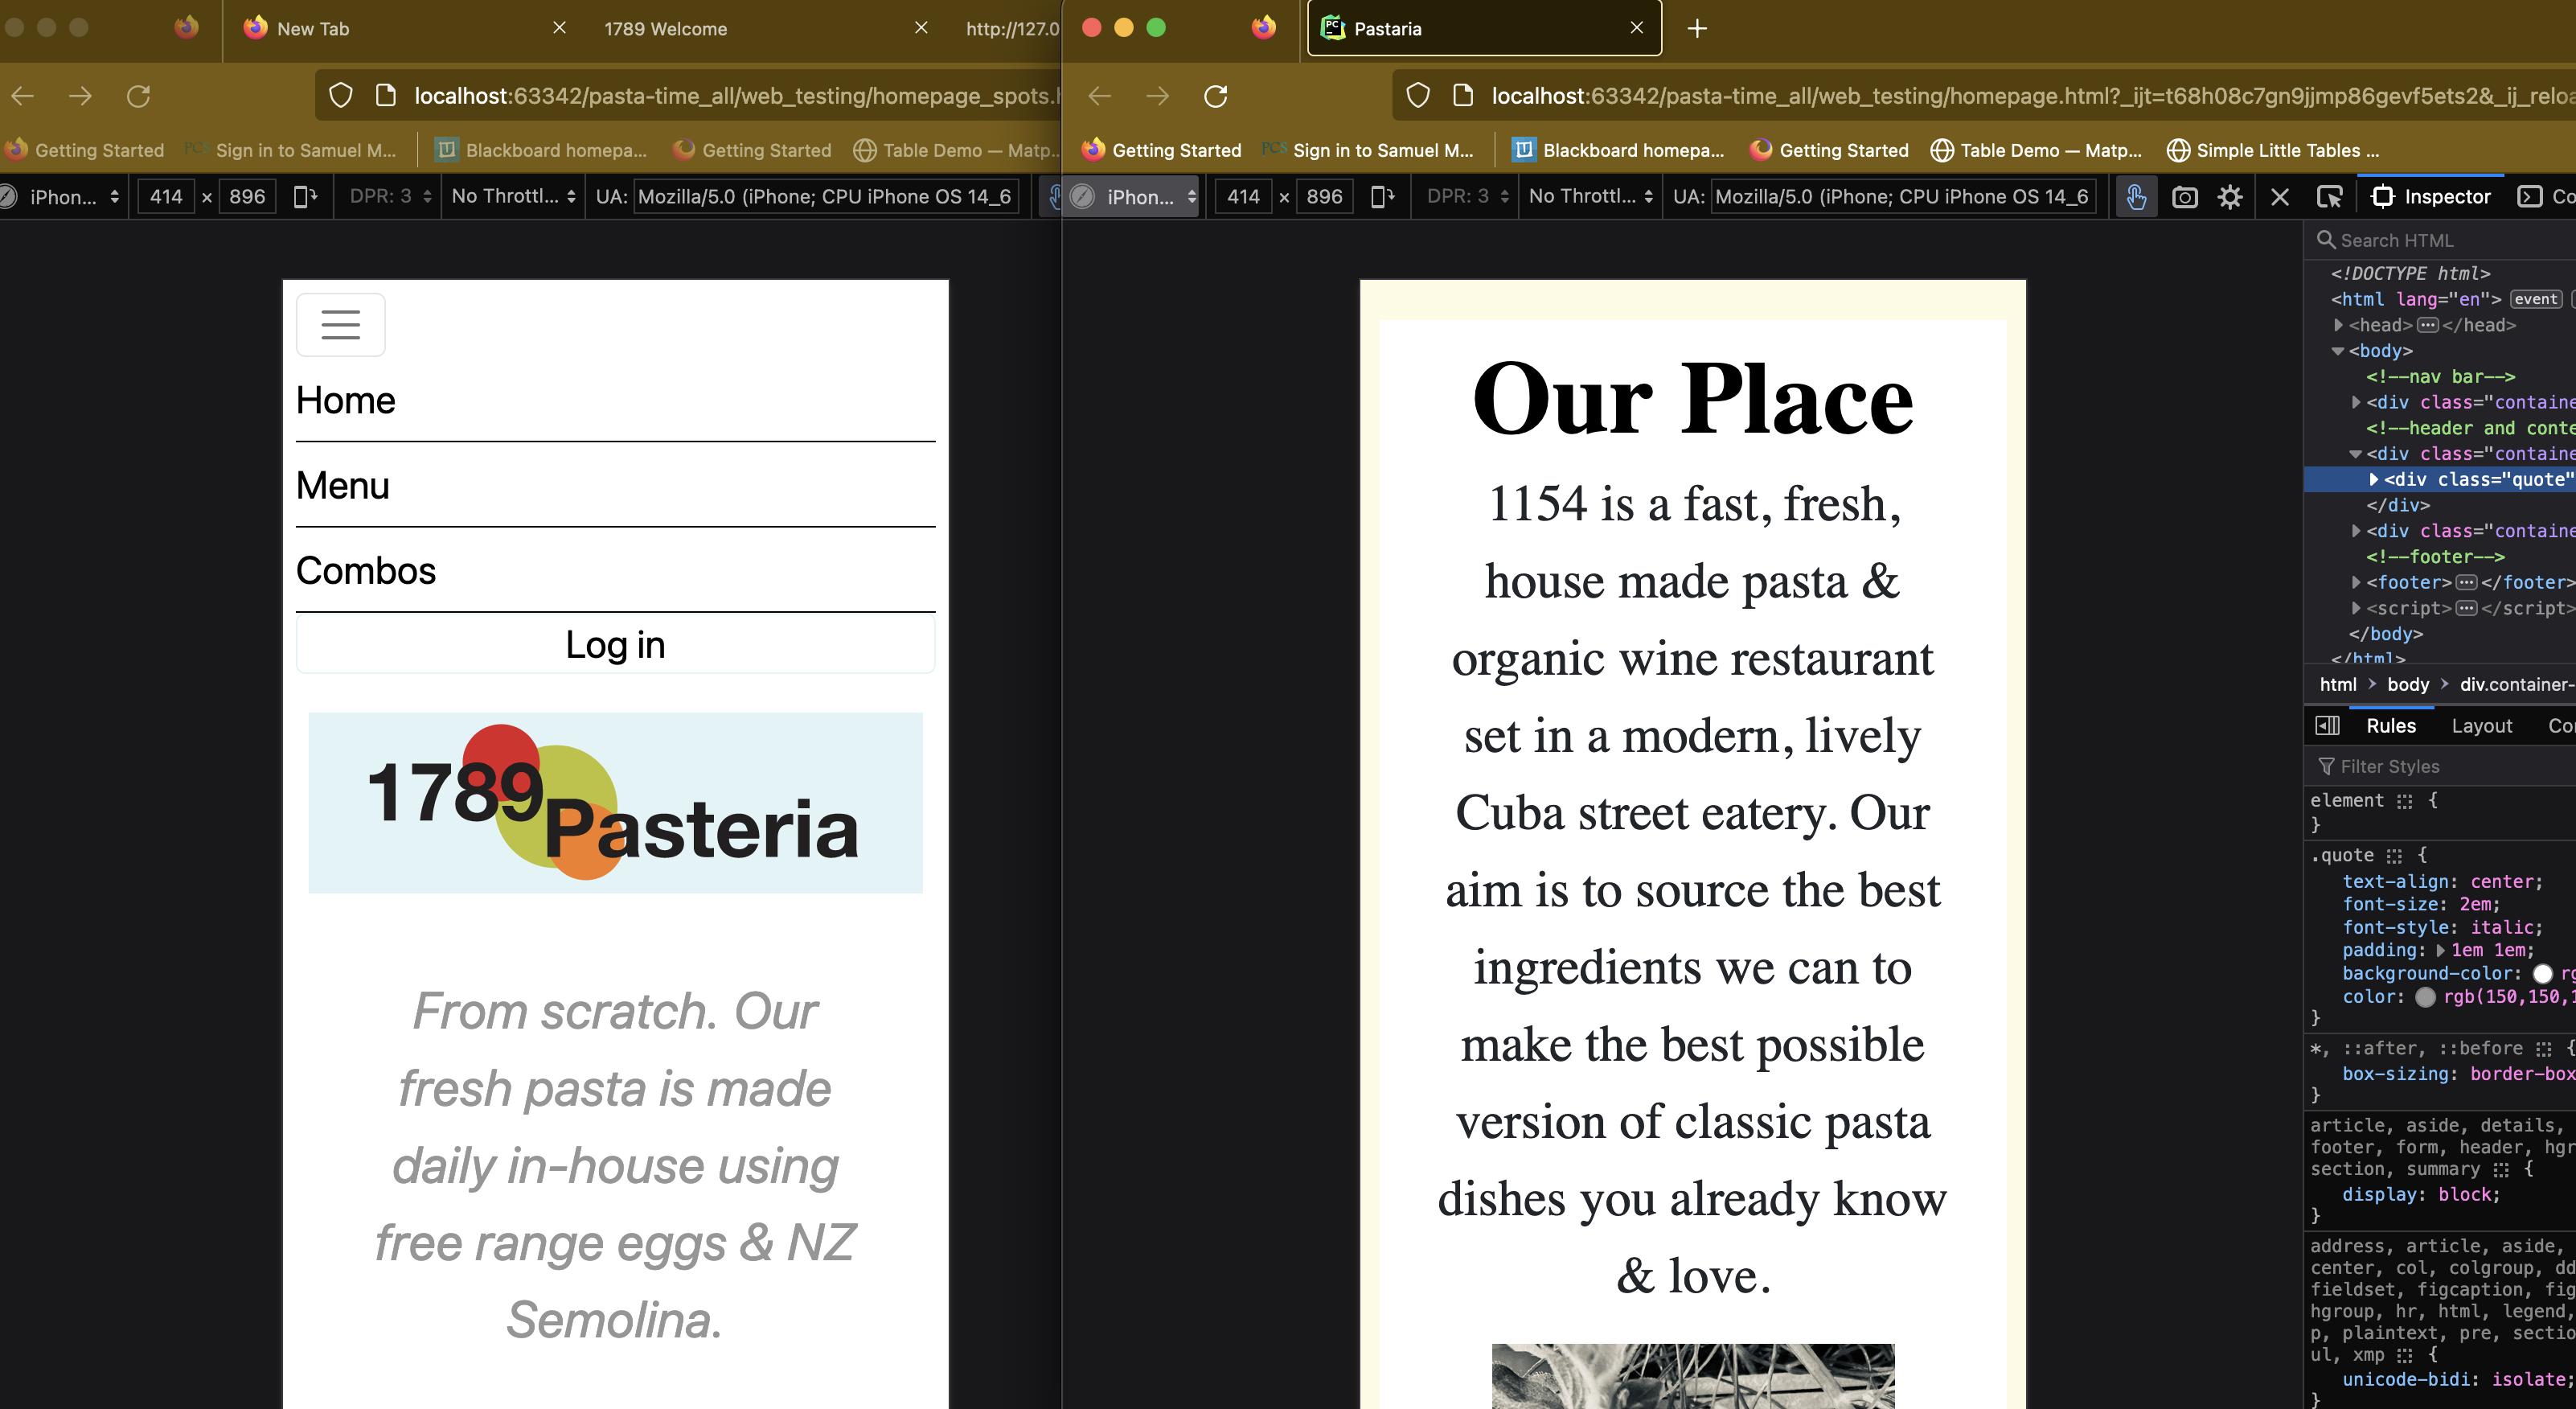 New Tab
1789 Welcome
http://127.0
Pastaria
localhost:63342/pasta-time_all/web_testing/homepage_spots.h
localhost:63342/pasta-time_all/web_testing/homepage.html?_ijt=t68h08c7gn9jjmp86gevf5ets2&_ij_reloa
Getting Started
PCS Sign in to Samuel M...
Blackboard homepa...
Getting Started
Table Demo — Matp...
Getting Started
PCS Sign in to Samuel M...
Blackboard homepa...
Getting Started
Table Demo — Matp...
Simple Little Tables ...
iPhon...
414 × 896
DPR: 3
No Throttl...
UA: Mozilla/5.0 (iPhone; CPU iPhone OS 14_6
iPhon...
414 × 896
DPR: 3
No Throttl...
UA: Mozilla/5.0 (iPhone; CPU iPhone OS 14_6
Inspector
Co
Home
Menu
Combos
Log in
1789
Pasteria
From scratch. Our
fresh pasta is made
daily in-house using
free range eggs & NZ
Semolina.
Our Place
1154 is a fast, fresh,
house made pasta &
organic wine restaurant
set in a modern, lively
Cuba street eatery. Our
aim is to source the best
ingredients we can to
make the best possible
version of classic pasta
dishes you already know
& love.
Search HTML
<!DOCTYPE html>
<html lang="en"> event
<head> ... </head>
<body>
<!--nav bar-->
<div class="containe
<!--header and conte
<div class="containe
<div class="quote"
</div>
<div class="containe
<!--footer-->
<footer> ... </footer>
<script> ... </script>
</body>
</html>
html > body > div.container-
Rules
Layout
Co
Filter Styles
element {
}
.quote {
text-align: center;
font-size: 2em;
font-style: italic;
padding: 1em 1em;
background-color: rg
color: rgb(150,150,1
}
*, ::after, ::before {
box-sizing: border-box
}
article, aside, details,
footer, form, header, hgr
section, summary {
display: block;
}
address, article, aside,
center, col, colgroup, dd
fieldset, figcaption, fig
hgroup, hr, html, legend,
p, plaintext, pre, sectio
ul, xmp {
unicode-bidi: isolate;
}